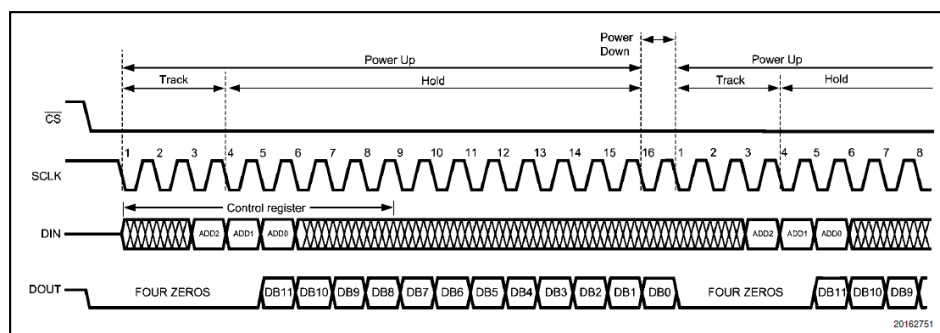 Power
Down
Power Up
Power Up
Track
Hold
Track
Hold
CS
1 2 3 4 5 6 7 8 9 10 11 12 13 14 15 16 1 2 3 4 5 6 7 8
SCLK
Control register
DIN
ADD2 ADD1 ADD0
ADD2 ADD1 ADD0
DOUT
FOUR ZEROS
DB11 DB10 DB9 DB8 DB7 DB6 DB5 DB4 DB3 DB2 DB1 DB0
FOUR ZEROS
DB11 DB10 DB9
20162751